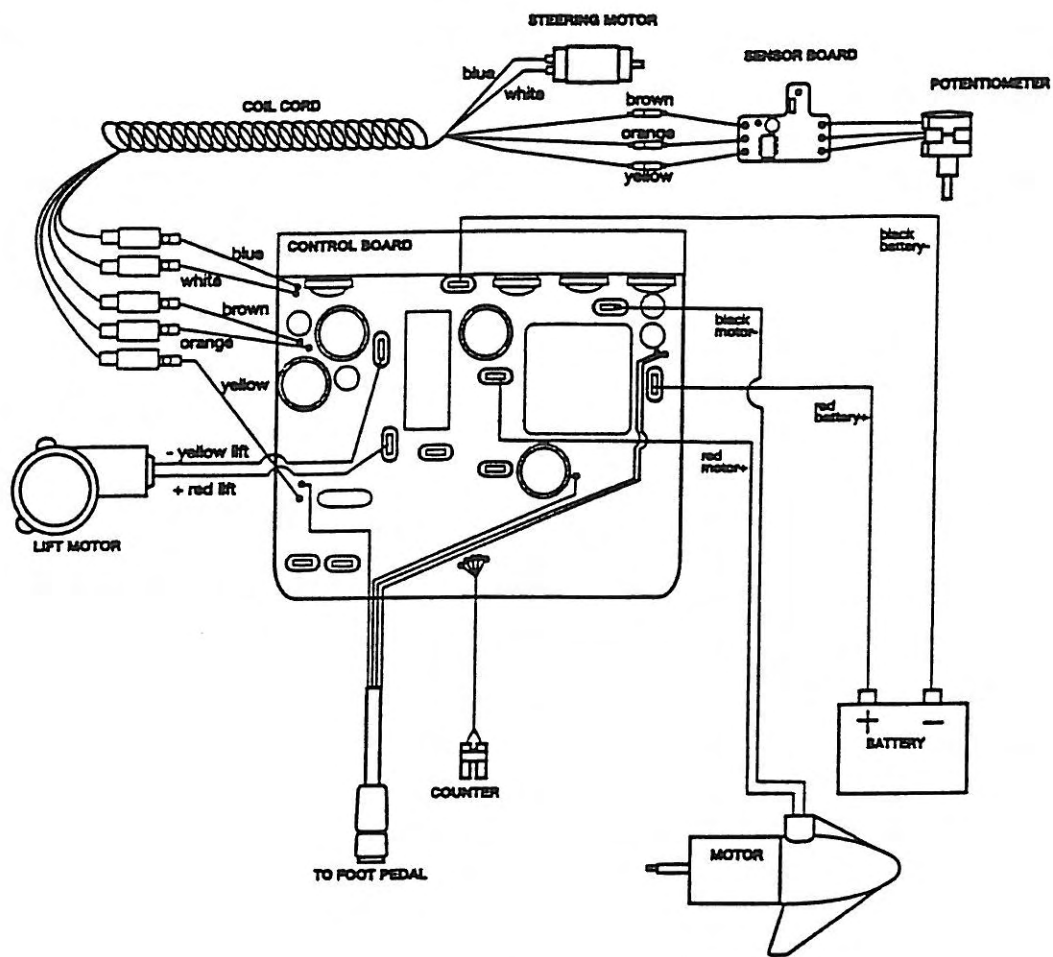 STEERING MOTOR
SENSOR BOARD
POTENTIOMETER
COIL CORD
blue
white
brown
orange
yellow
CONTROL BOARD
blue
white
brown
orange
yellow
black
battery-
black
motor-
red
battery+
red
motor+
- yellow lift
+ red lift
LIFT MOTOR
+
-
BATTERY
COUNTER
TO FOOT PEDAL
MOTOR